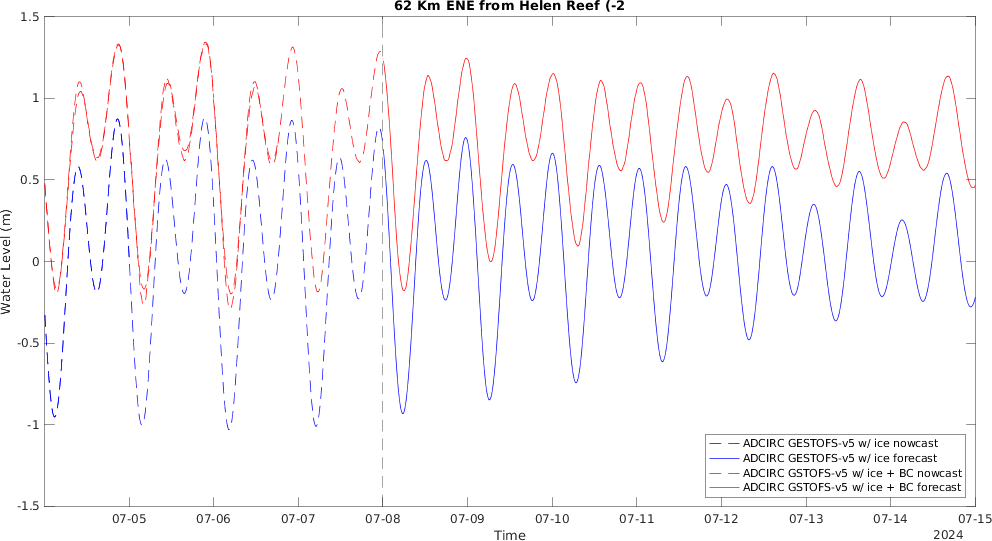 62 Km ENE from Helen Reef (-2
1.5
1
0.5
0
-0.5
-1
-1.5
Water Level (m)
07-05
07-06
07-07
07-08
07-09
07-10
07-11
07-12
07-13
07-14
07-15
Time
2024
ADCIRC GESTOFS-v5 w/ ice nowcast
ADCIRC GESTOFS-v5 w/ ice forecast
ADCIRC GSTOFS-v5 w/ ice + BC nowcast
ADCIRC GSTOFS-v5 w/ ice + BC forecast